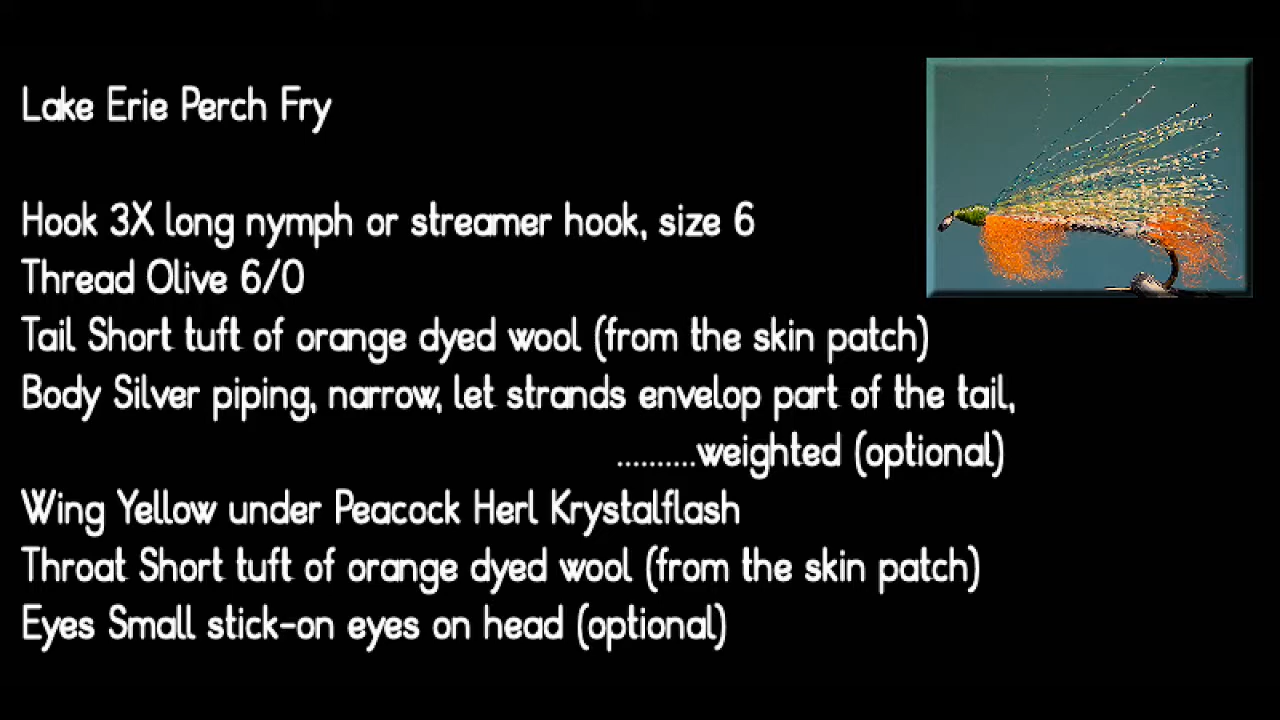 Lake Erie Perch Fry
Hook 3X long nymph or streamer hook, size 6
Thread Olive 6/0
Tail Short tuft of orange dyed wool (from the skin patch)
Body Silver piping, narrow, let strands envelop part of the tail,
..........weighted (optional)
Wing Yellow under Peacock Herl Krystalflash
Throat Short tuft of orange dyed wool (from the skin patch)
Eyes Small stick-on eyes on head (optional)